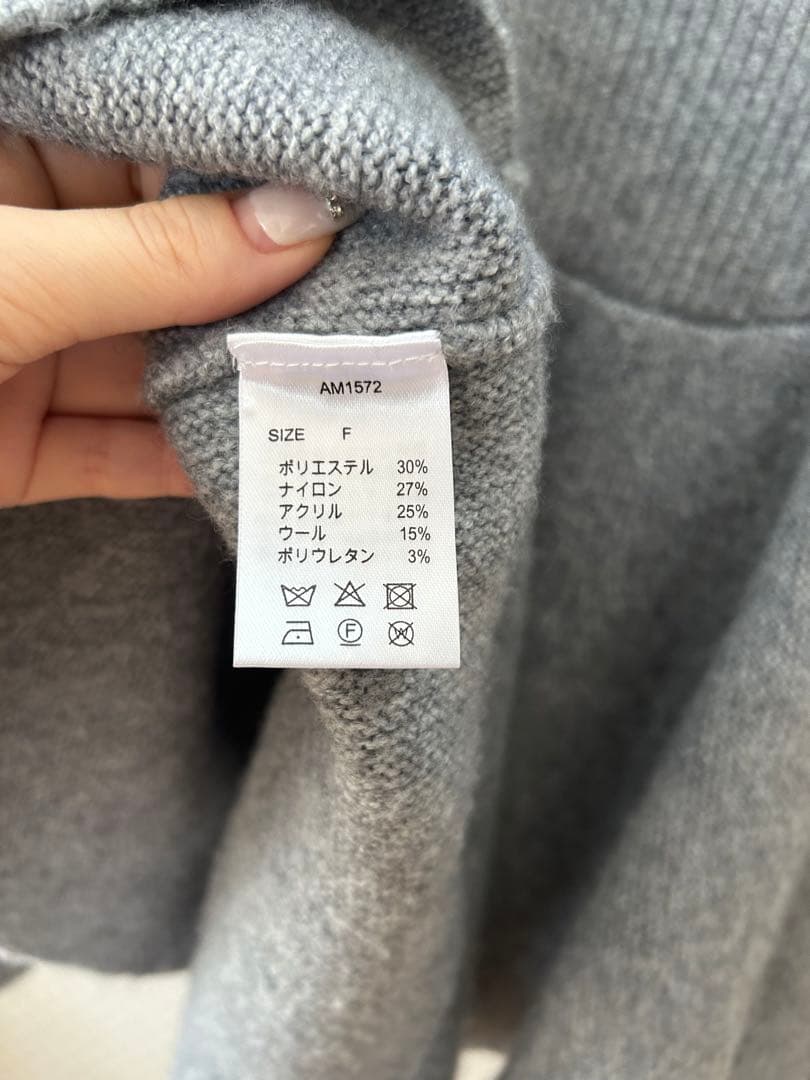 AM1572
SIZE F
ポリエステル 30%
ナイロン 27%
アクリル 25%
ウール 15%
ポリウレタン 3%
F W